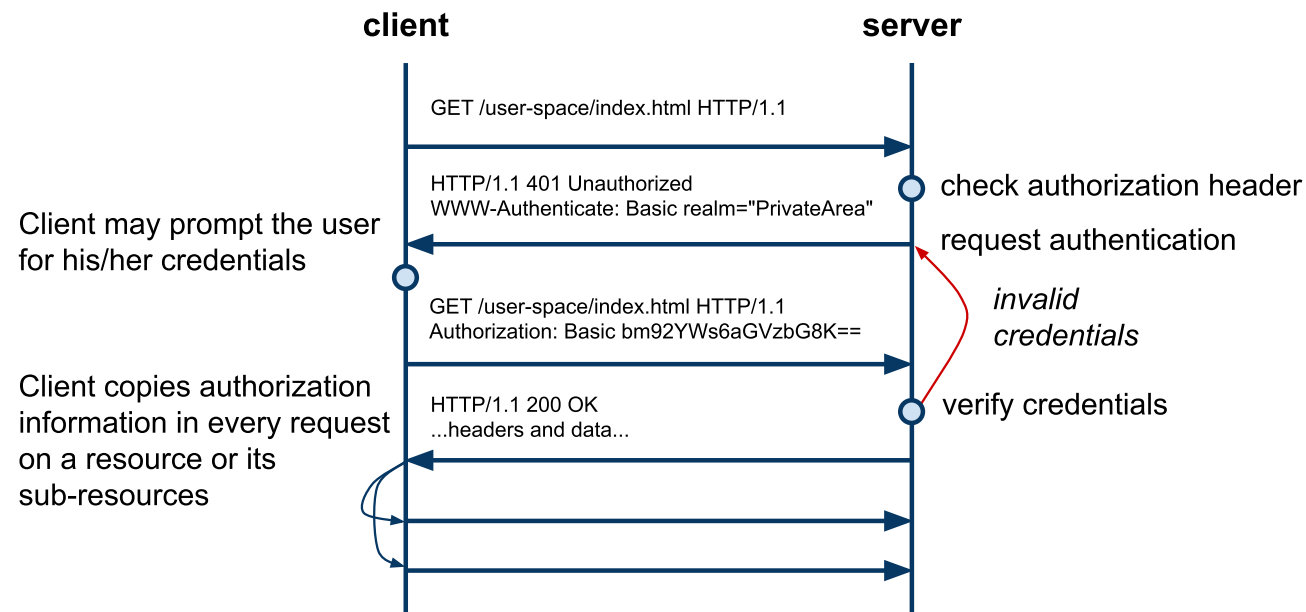 client
server
GET /user-space/index.html HTTP/1.1
HTTP/1.1 401 Unauthorized
WWW-Authenticate: Basic realm="PrivateArea"
check authorization header
request authentication
Client may prompt the user
for his/her credentials
invalid
credentials
GET /user-space/index.html HTTP/1.1
Authorization: Basic bm92YWs6aGVzbG8K==
verify credentials
Client copies authorization
information in every request
on a resource or its
sub-resources
HTTP/1.1 200 OK
...headers and data...